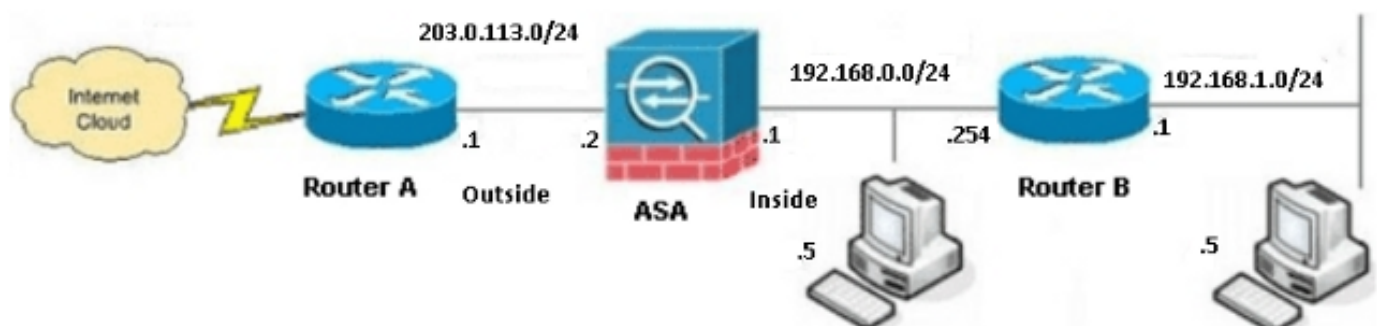 203.0.113.0/24
192.168.0.0/24
192.168.1.0/24
Internet
Cloud
.1
.2
.1
.254
.1
Router A
Outside
ASA
Inside
Router B
.5
.5